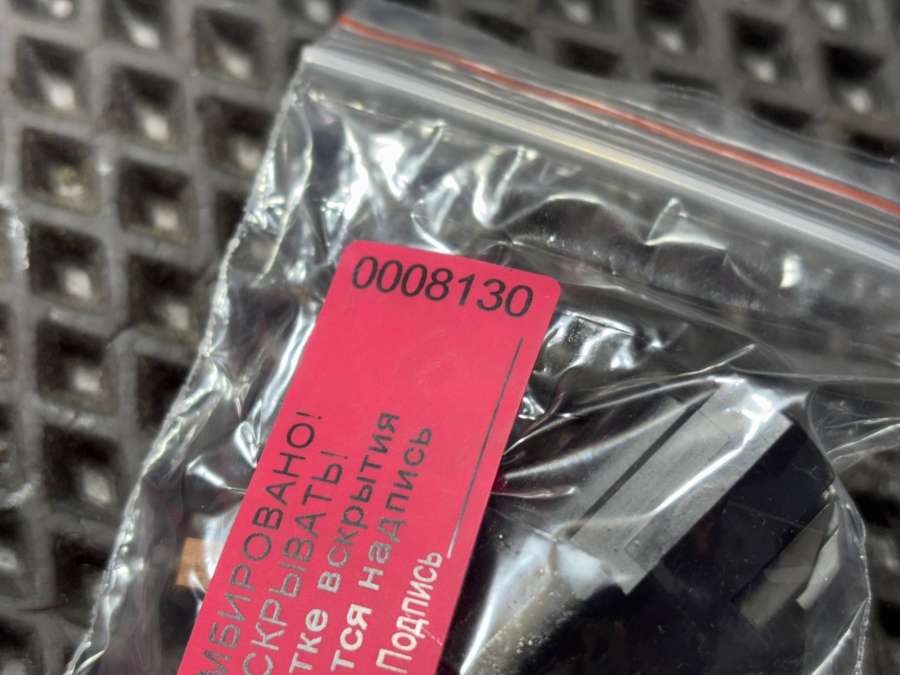 0008130
МБИРОВАНО!
СКРЫВАТЬ!
тке вскрытия
тся надпись
Подпись